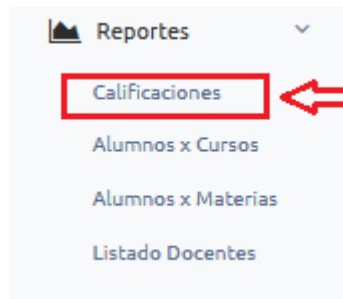 Reportes
Calificaciones
Alumnos x Cursos
Alumnos x Materias
Listado Docentes